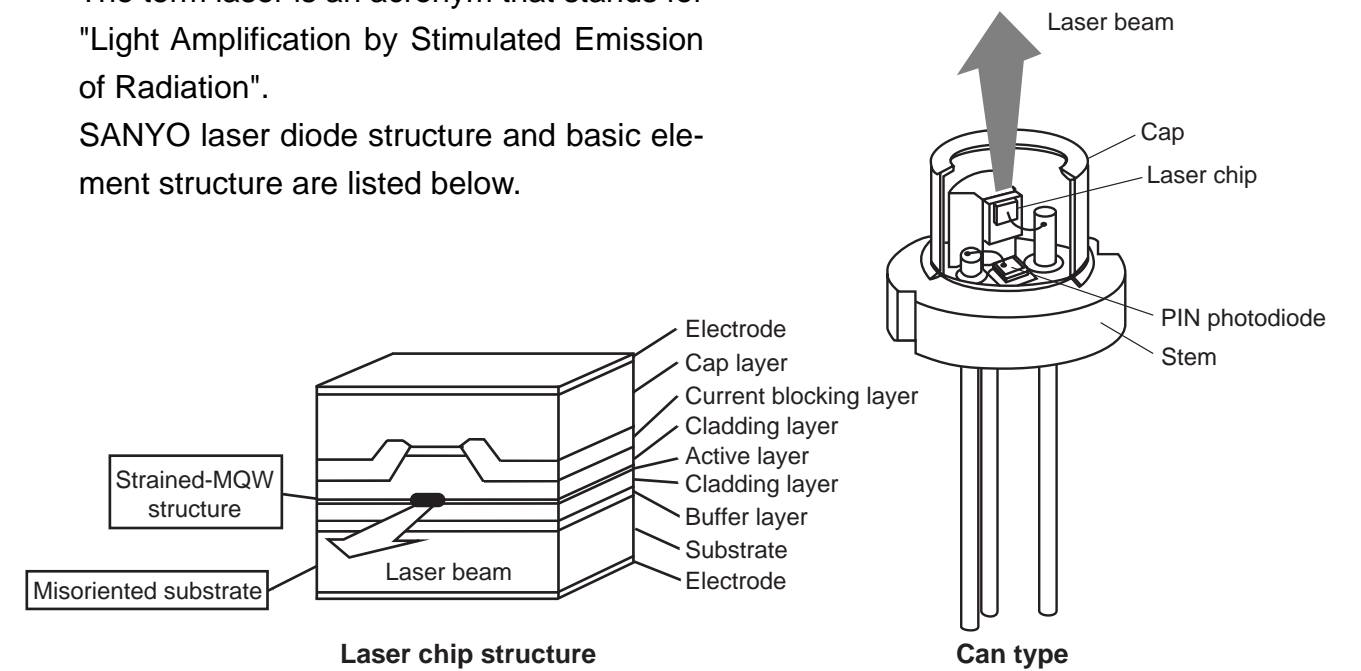 The term laser is an acronym that stands for
"Light Amplification by Stimulated Emission
of Radiation".
SANYO laser diode structure and basic ele-
ment structure are listed below.
Laser beam
Cap
Laser chip
PIN photodiode
Stem
Electrode
Cap layer
Current blocking layer
Cladding layer
Active layer
Cladding layer
Buffer layer
Substrate
Electrode
Strained-MQW
structure
Misoriented substrate
Laser beam
Laser chip structure
Can type